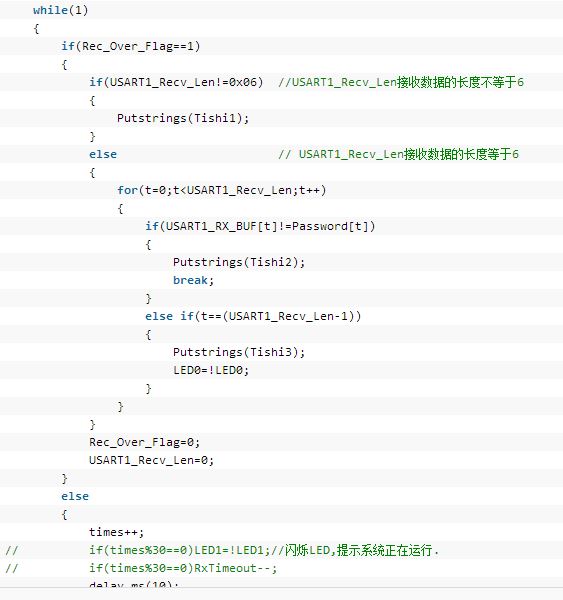 while(1)
{
if(Rec_Over_Flag==1)
{
if(USART1_Recv_Len!=0x06) //USART1_Recv_Len接收数据的长度不等于6
{
Putstrings(Tishi1);
}
else // USART1_Recv_Len接收数据的长度等于6
{
for(t=0;t<USART1_Recv_Len;t++)
{
if(USART1_RX_BUF[t]!=Password[t])
{
Putstrings(Tishi2);
break;
}
else if(t==(USART1_Recv_Len-1))
{
Putstrings(Tishi3);
LED0=!LED0;
}
}
}
Rec_Over_Flag=0;
USART1_Recv_Len=0;
}
else
{
times++;
// if(times%30==0)LED1=!LED1;//闪烁LED,提示系统正在运行.
// if(times%30==0)RxTimeout--;
delay_ms(10);